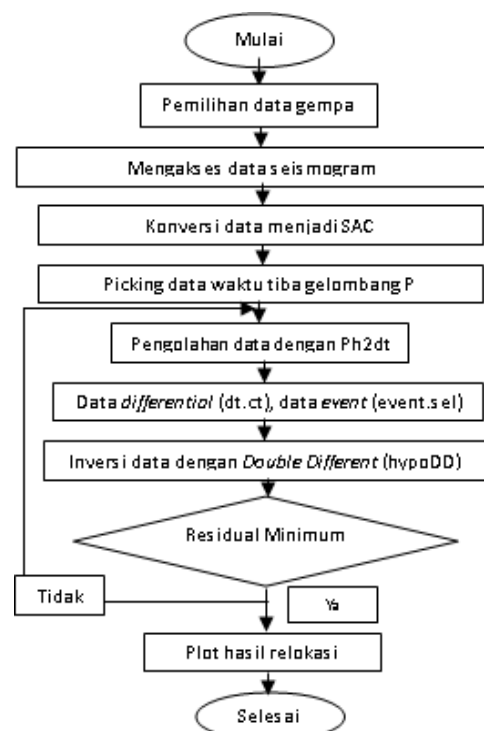 Mulai
Pemilihan data gempa
Mengakses data seismogram
Konversi data menjadi SAC
Picking data waktu tiba gelombang P
Pengolahan data dengan Ph2dt
Data differential (dt.ct), data event (event.sel)
Inversi data dengan Double Different (hypoDD)
Residual Minimum
Tidak
Ya
Plot hasil relokasi
Selesai